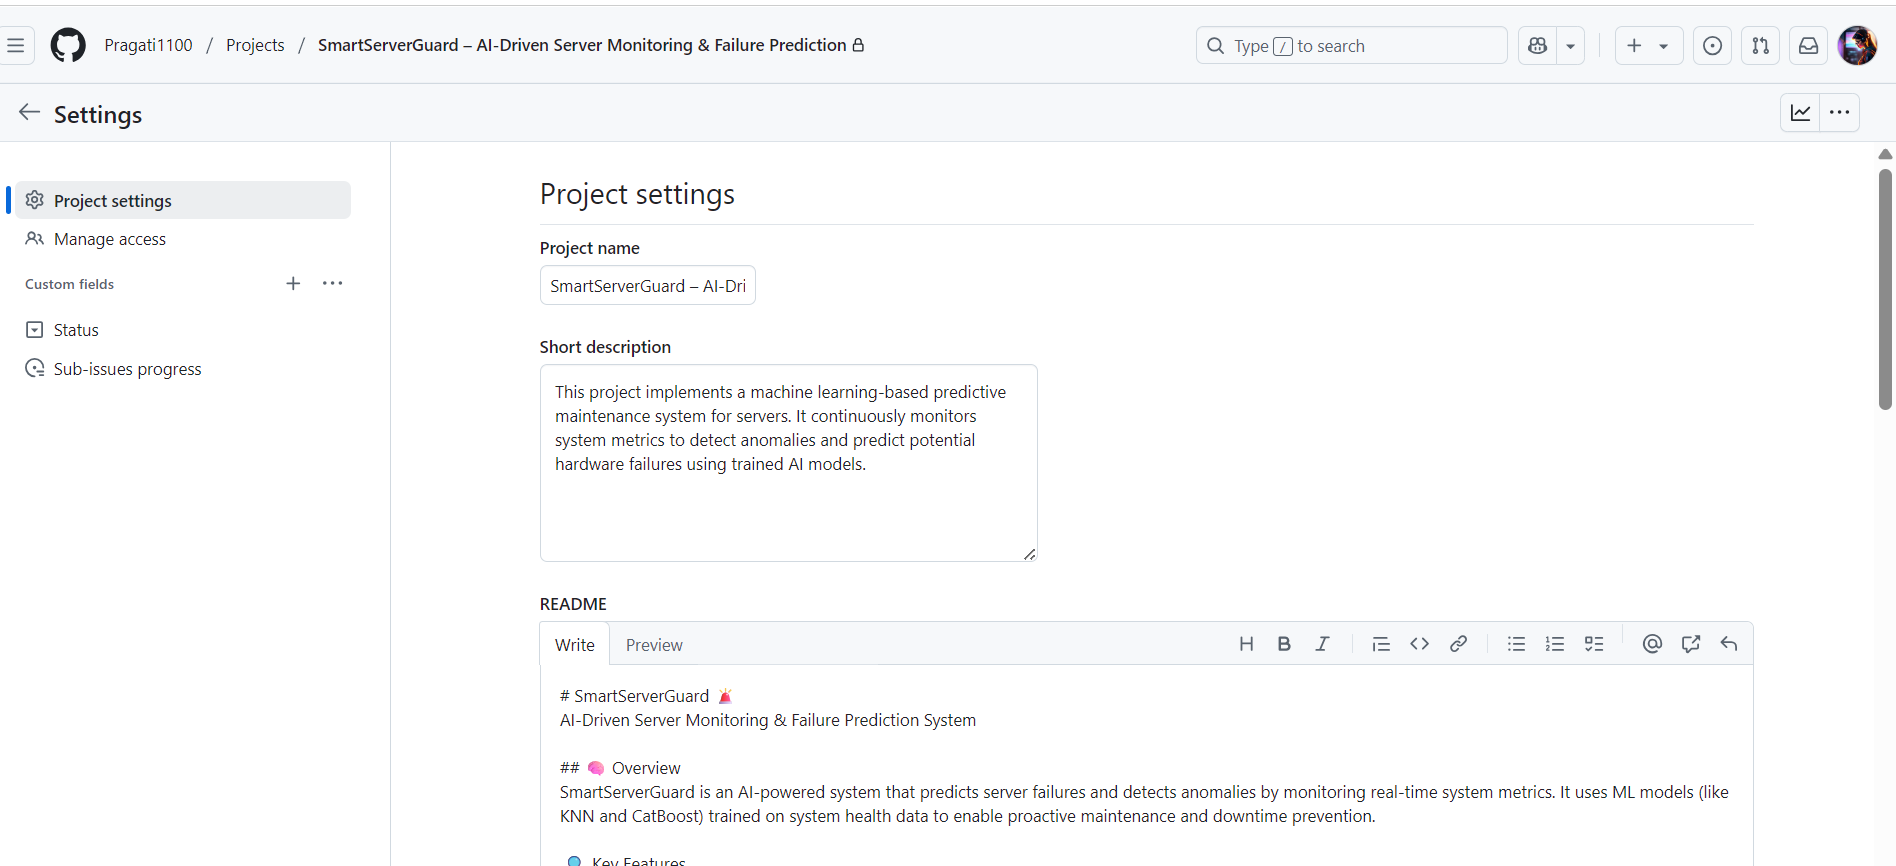 Pragati1100 / Projects / SmartServerGuard – AI-Driven Server Monitoring & Failure Prediction
Type / to search
Settings
Project settings
Manage access
Custom fields
Status
Sub-issues progress
Project settings
Project name
SmartServerGuard – AI-Dri
Short description
This project implements a machine learning-based predictive
maintenance system for servers. It continuously monitors
system metrics to detect anomalies and predict potential
hardware failures using trained AI models.
README
Write Preview
# SmartServerGuard 🚨
AI-Driven Server Monitoring & Failure Prediction System
## 🧠 Overview
SmartServerGuard is an AI-powered system that predicts server failures and detects anomalies by monitoring real-time system metrics. It uses ML models (like
KNN and CatBoost) trained on system health data to enable proactive maintenance and downtime prevention.
Key Features